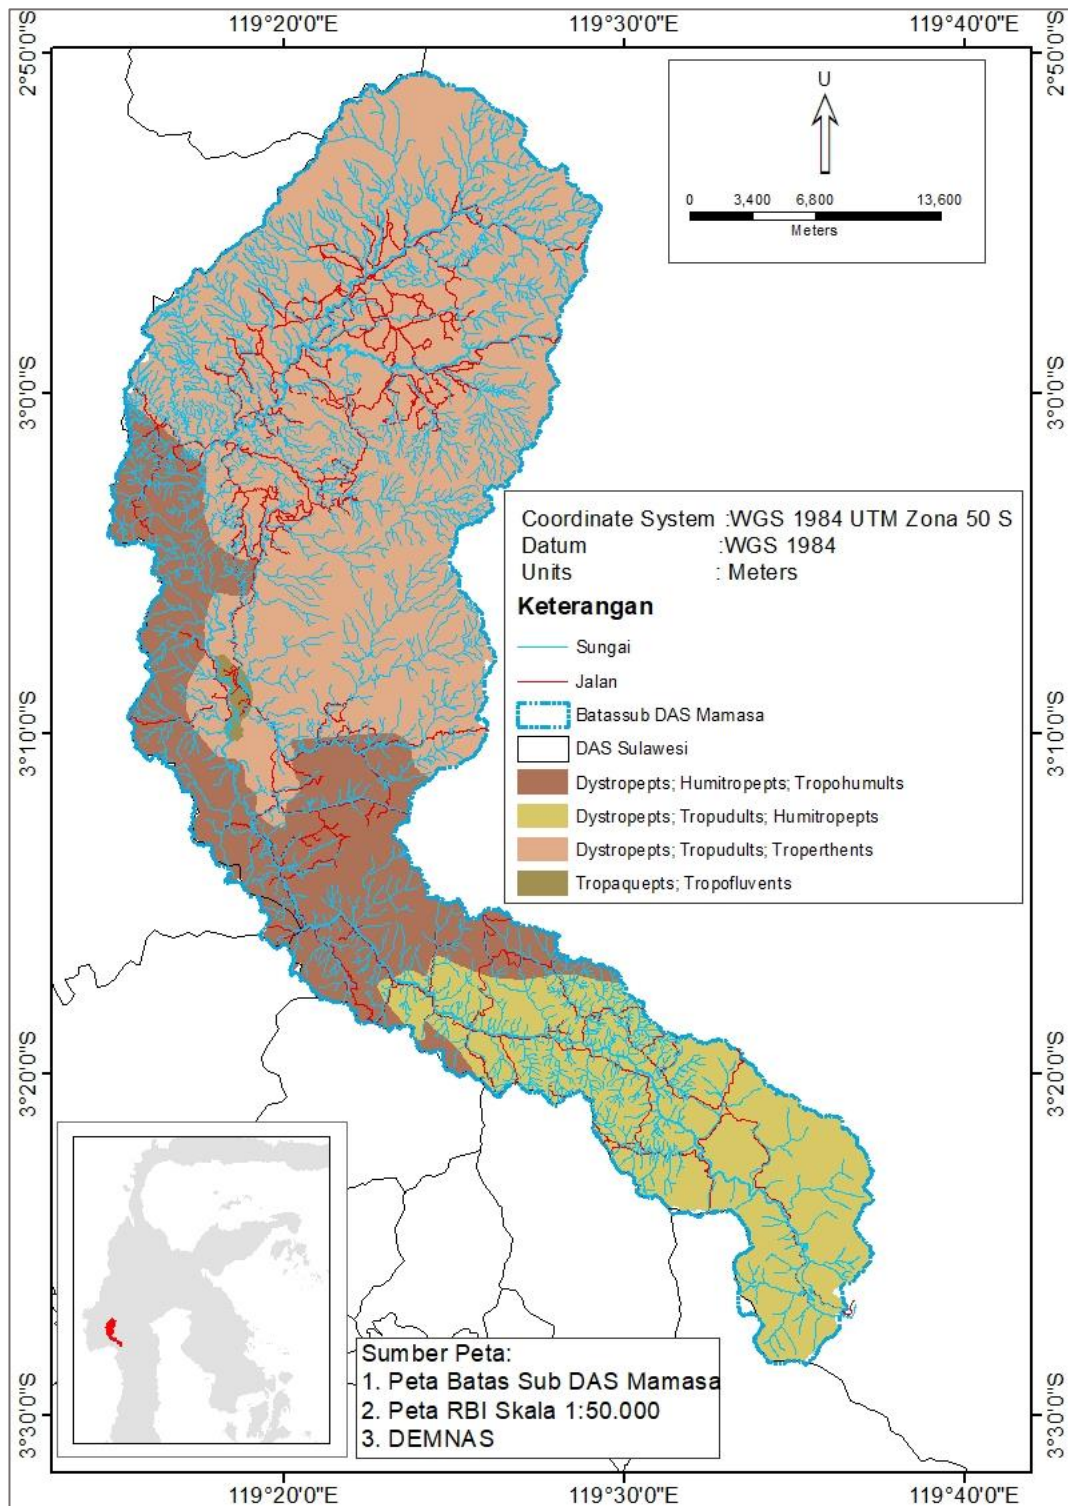 119°20'0"E 119°30'0"E 119°40'0"E
2°50'0"S 2°50'0"S
U
0 3,400 6,800 13,600
Meters
3°0'0"S 3°0'0"S
Coordinate System :WGS 1984 UTM Zona 50 S
Datum :WGS 1984
Units : Meters
Keterangan
Sungai
Jalan
Batassub DAS Mamasa
DAS Sulawesi
Dystropepts; Humitropepts; Tropohumults
Dystropepts; Tropudults; Humitropepts
Dystropepts; Tropudults; Troperthents
Tropaquepts; Tropofluvents
3°10'0"S 3°10'0"S
3°20'0"S 3°20'0"S
Sumber Peta:
1. Peta Batas Sub DAS Mamasa
2. Peta RBI Skala 1:50.000
3. DEMNAS
3°30'0"S 3°30'0"S
119°20'0"E 119°30'0"E 119°40'0"E